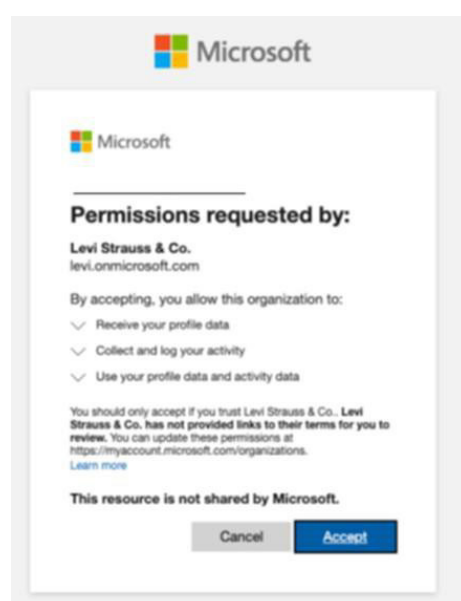 Microsoft
Microsoft
Permissions requested by:
Levi Strauss & Co.
levi.onmicrosoft.com
By accepting, you allow this organization to:
Receive your profile data
Collect and log your activity
Use your profile data and activity data
You should only accept if you trust Levi Strauss & Co.. Levi
Strauss & Co. has not provided links to their terms for you to
review. You can update these permissions at
https://myaccount.microsoft.com/organizations.
Learn more
This resource is not shared by Microsoft.
Cancel
Accept